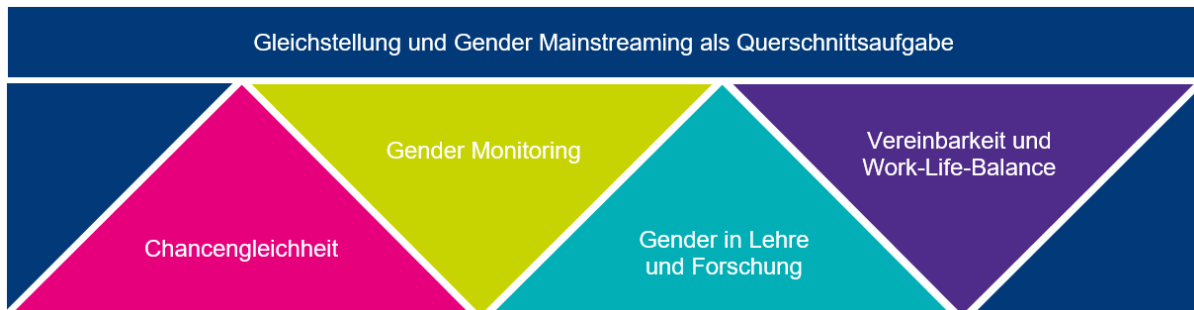 Gleichstellung und Gender Mainstreaming als Querschnittsaufgabe
Chancengleichheit
Gender Monitoring
Gender in Lehre
und Forschung
Vereinbarkeit und
Work-Life-Balance